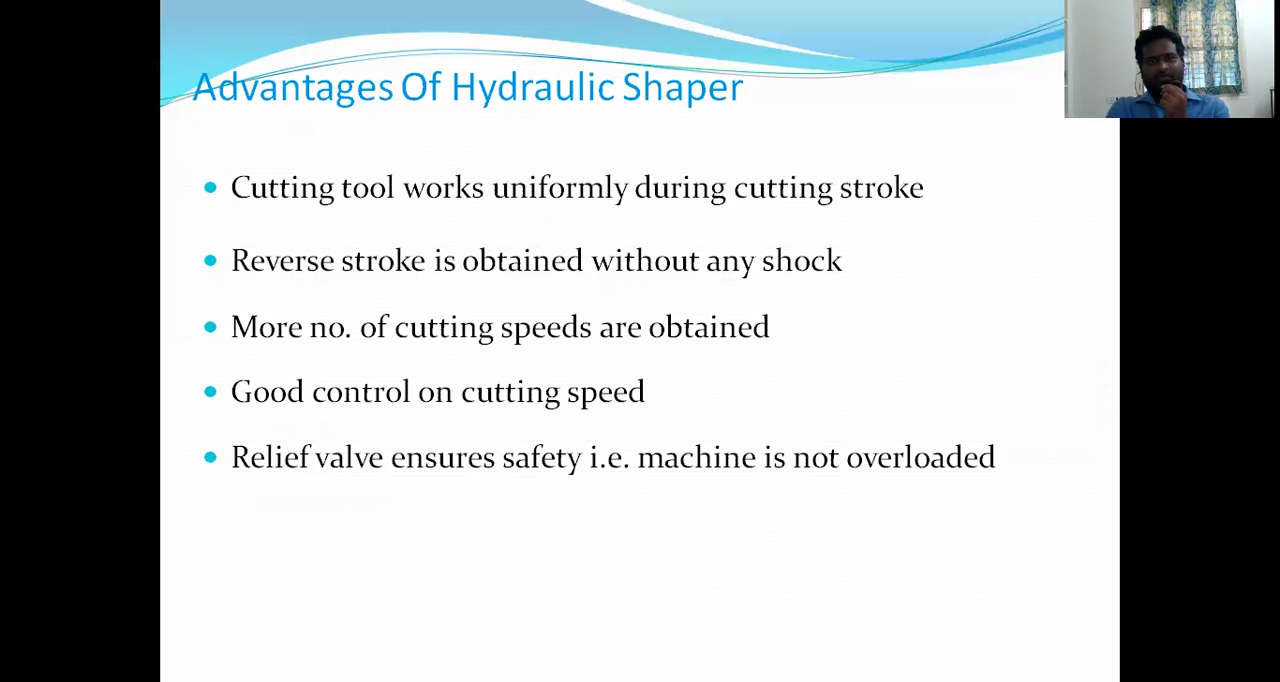 Advantages Of Hydraulic Shaper
Cutting tool works uniformly during cutting stroke
Reverse stroke is obtained without any shock
More no. of cutting speeds are obtained
Good control on cutting speed
Relief valve ensures safety i.e. machine is not overloaded